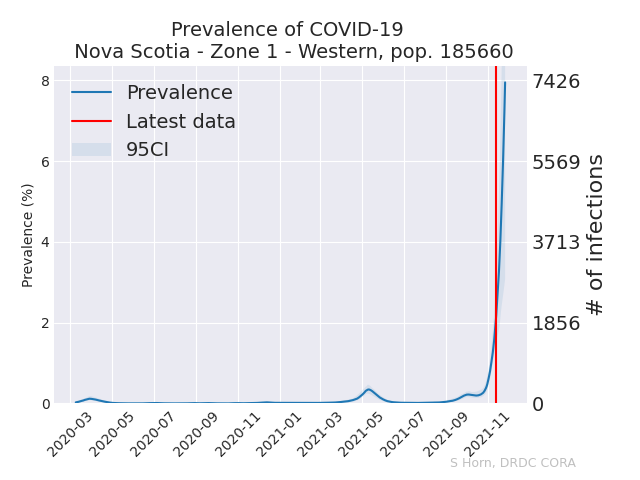 Prevalence of COVID-19
Nova Scotia - Zone 1 - Western, pop. 185660
Prevalence
Latest data
95CI
Prevalence (%)
8
6
4
2
0
7426
5569
3713
1856
0
# of infections
2020-03
2020-05
2020-07
2020-09
2020-11
2021-01
2021-03
2021-05
2021-07
2021-09
2021-11
S Horn, DRDC CORA